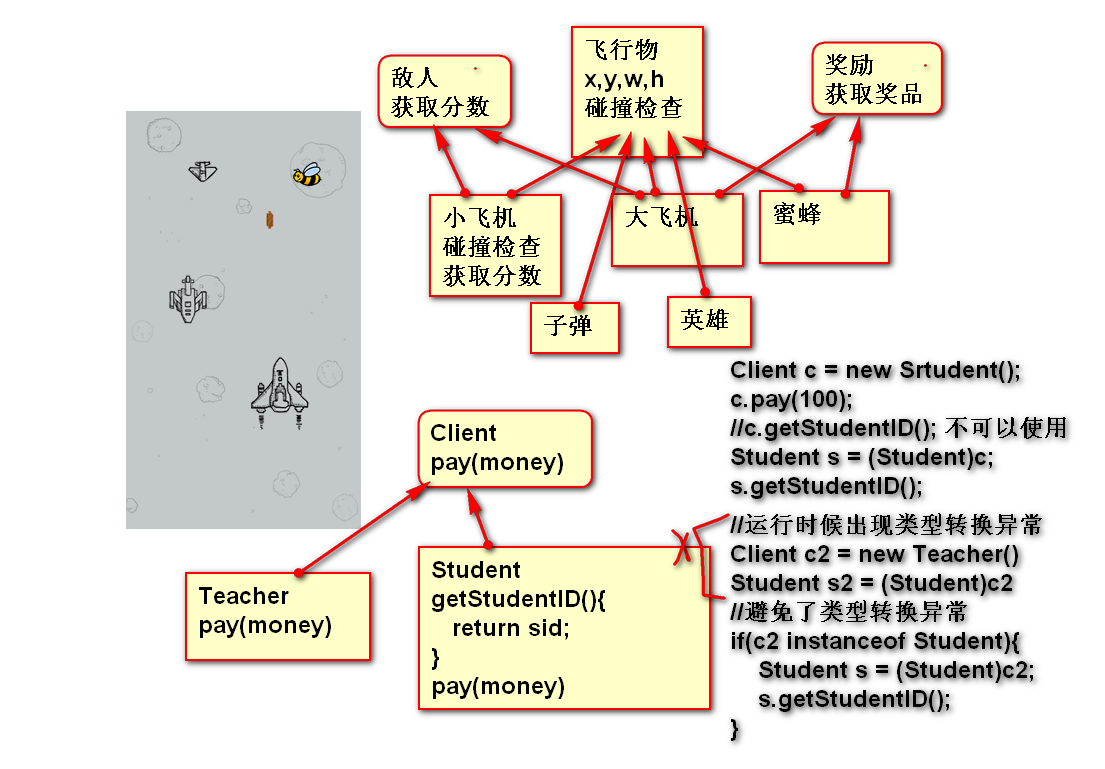 敌人
获取分数
飞行物
x,y,w,h
碰撞检查
奖励
获取奖品
小飞机
碰撞检查
获取分数
大飞机
蜜蜂
子弹
英雄
Client
pay(money)
Teacher
pay(money)
Student
getStudentID(){
return sid;
}
pay(money)
Client c = new Srtudent();
c.pay(100);
//c.getStudentID(); 不可以使用
Student s = (Student)c;
s.getStudentID();
//运行时候出现类型转换异常
Client c2 = new Teacher()
Student s2 = (Student)c2
//避免了类型转换异常
if(c2 instanceof Student){
Student s = (Student)c2;
s.getStudentID();
}